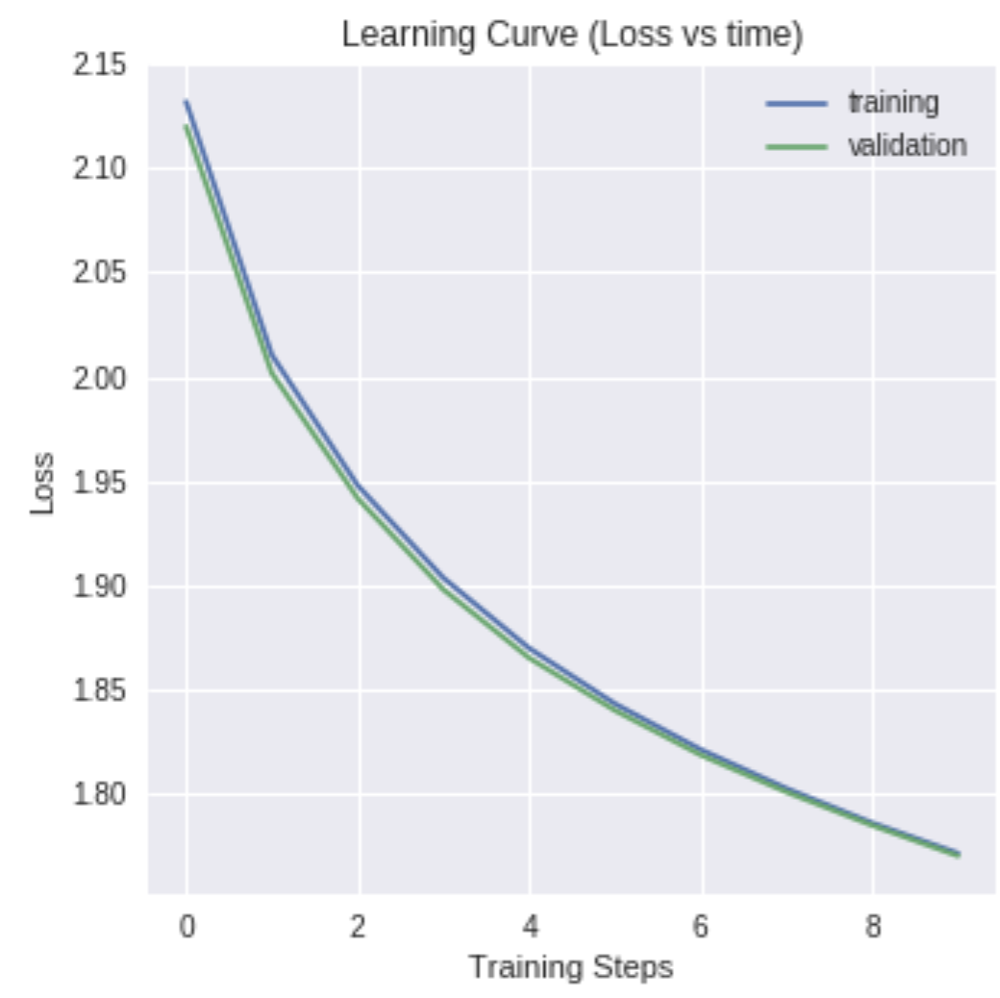 Learning Curve (Loss vs time)
2.15
training
validation
2.10
2.05
2.00
Loss
1.95
1.90
1.85
1.80
0 2 4 6 8
Training Steps